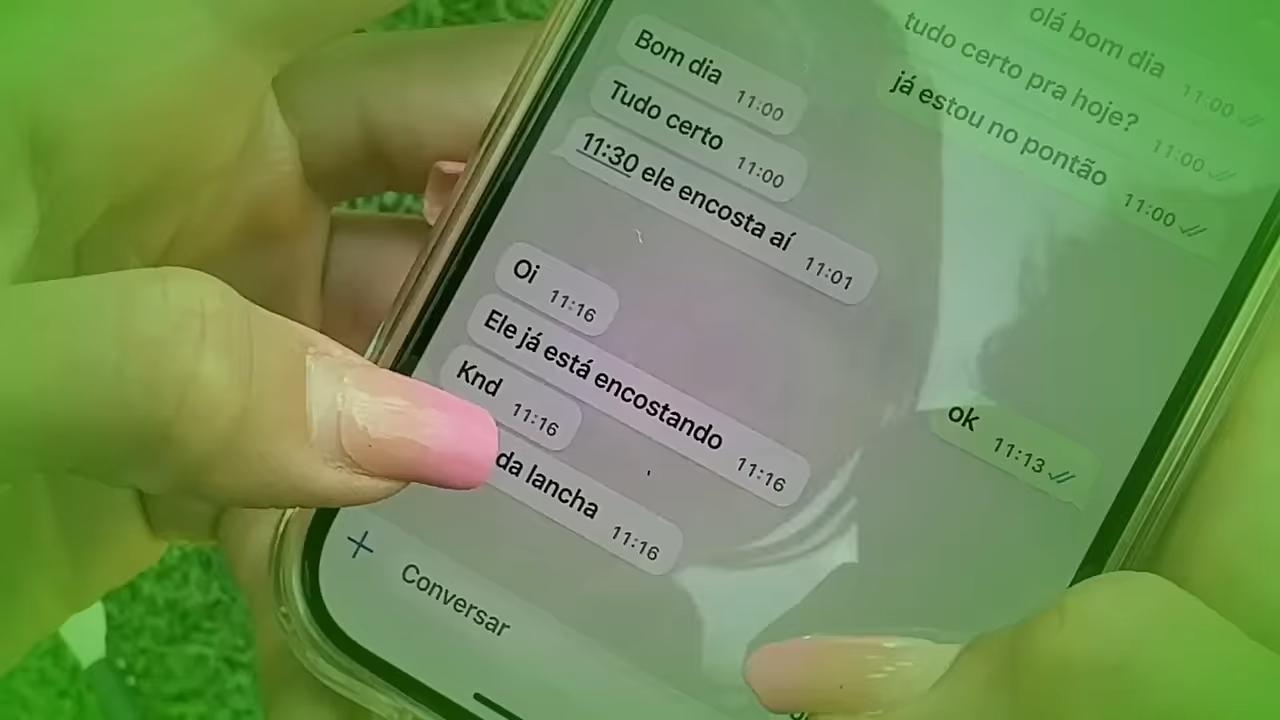 olá bom dia 11:00
tudo certo pra hoje? 11:00
já estou no pontão 11:00
Bom dia 11:00
Tudo certo 11:00
11:30 ele encosta aí 11:01
ok 11:13
Oi 11:16
Ele já está encostando 11:16
Knd 11:16
da lancha 11:16
Conversar